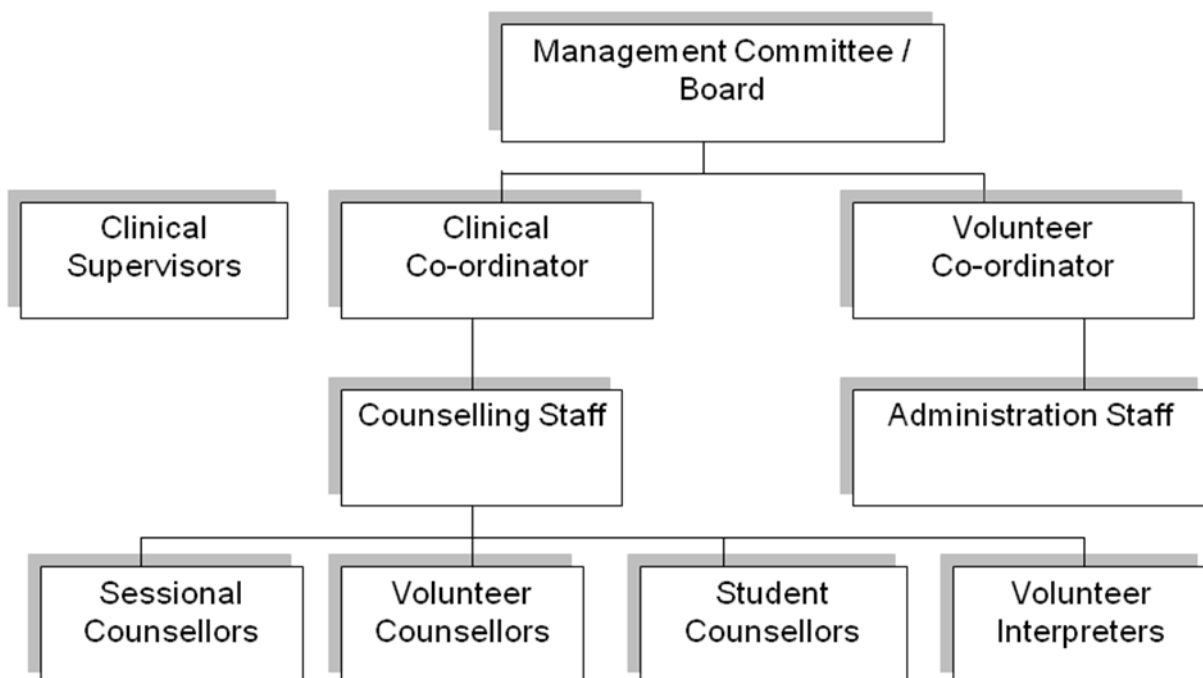 Management Committee /
Board
Clinical
Supervisors
Clinical
Co-ordinator
Volunteer
Co-ordinator
Counselling Staff
Administration Staff
Sessional
Counsellors
Volunteer
Counsellors
Student
Counsellors
Volunteer
Interpreters